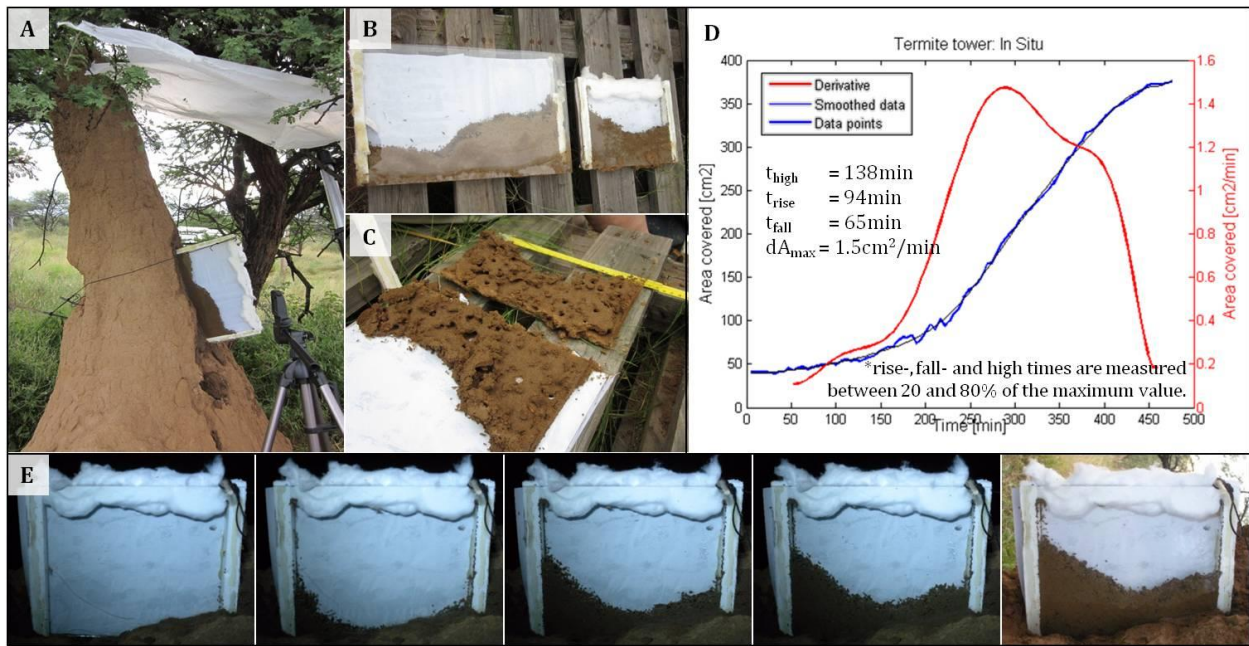 A
B
C
D
Termite tower: In Situ
Derivative
Smoothed data
Data points
t_high = 138min
t_rise = 94min
t_fall = 65min
dA_max = 1.5cm²/min
*rise-, fall- and high times are measured
between 20 and 80% of the maximum value.
Area covered [cm2]
400
350
300
250
200
150
100
50
0
Area covered [cm2/min]
1.6
1.4
1.2
1
0.8
0.6
0.4
0.2
0
0 50 100 150 200 250 300 350 400 450 500
Time [min]
E